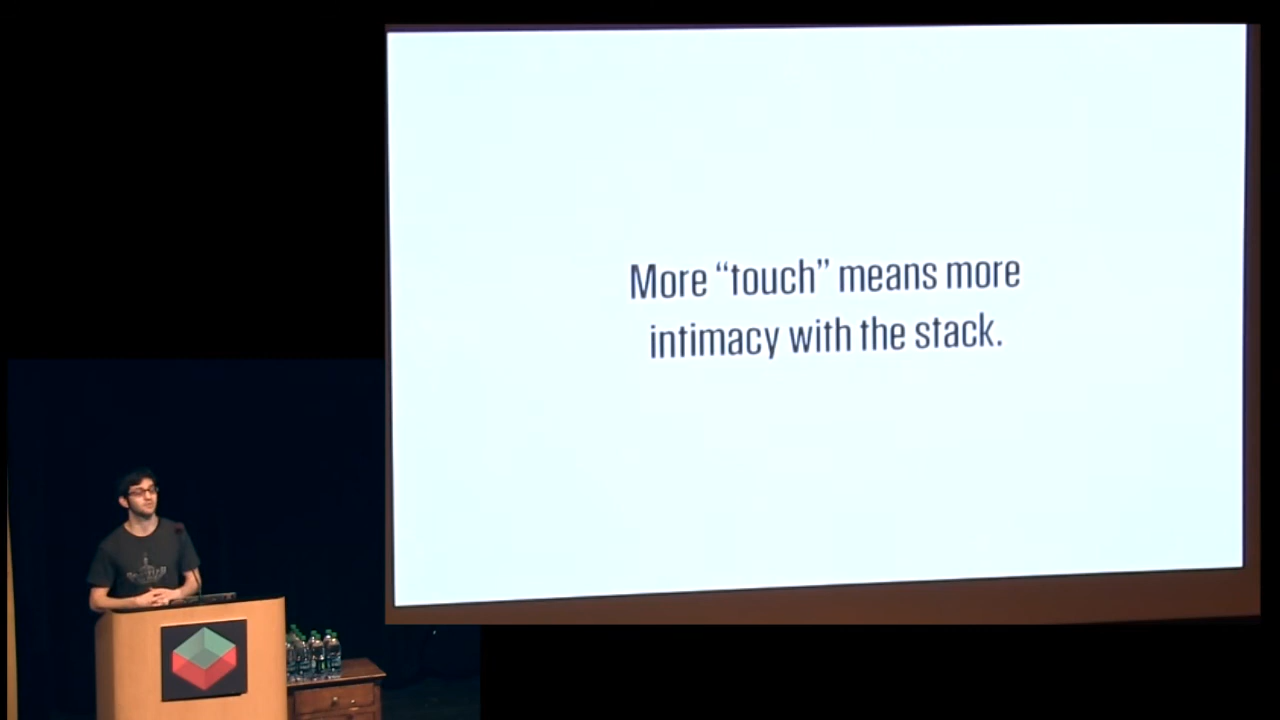 More “touch” means more
intimacy with the stack.